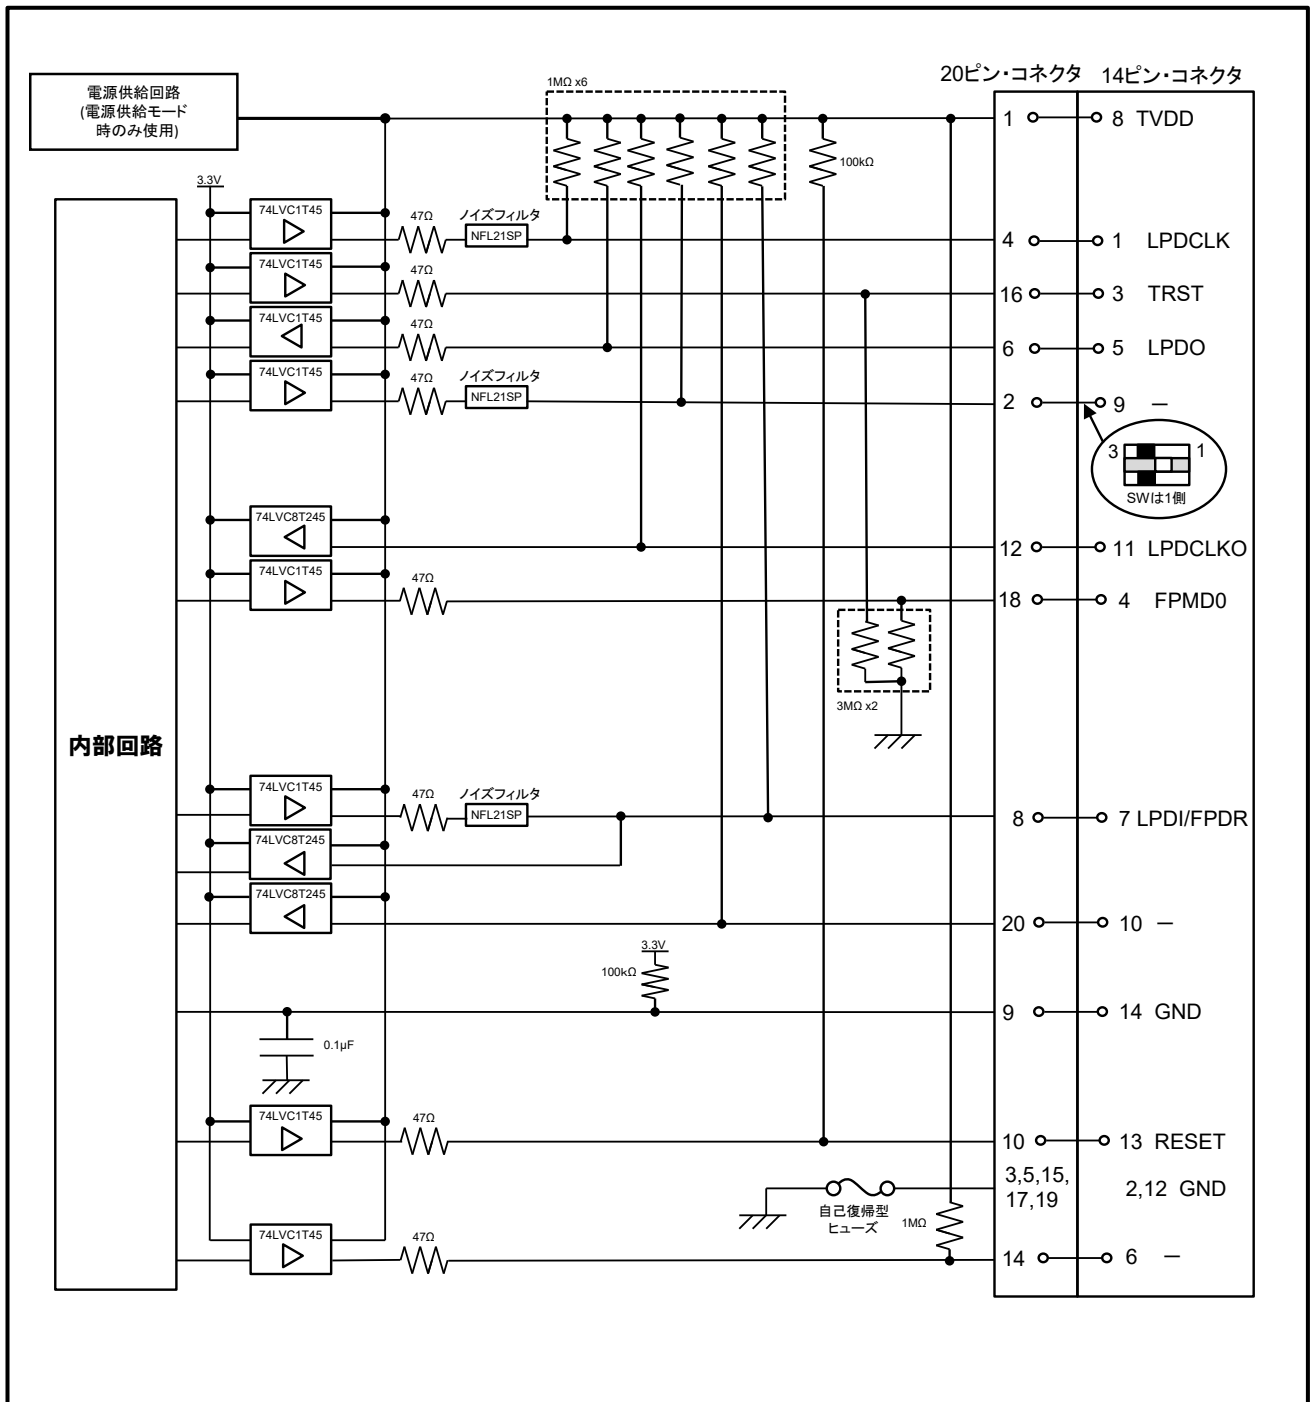 20ピン・コネクタ 14ピン・コネクタ
1MΩ x6
電源供給回路
(電源供給モード
時のみ使用)
1 8 TVDD
100kΩ
3.3V
74LVC1T45 47Ω ノイズフィルタ
NFL21SP 4 1 LPDCLK
74LVC1T45 47Ω
16 3 TRST
74LVC1T45 47Ω
6 5 LPDO
74LVC1T45 47Ω ノイズフィルタ
NFL21SP 2 9 －
3 1
SWは1側
74LVC8T245
12 11 LPDCLKO
74LVC1T45 47Ω
18 4 FPMD0
3MΩ x2
内部回路
74LVC1T45 47Ω ノイズフィルタ
NFL21SP 8 7 LPDI/FPDR
74LVC8T245
74LVC8T245
20 10 －
3.3V
100kΩ
9 14 GND
0.1µF
74LVC1T45 47Ω
10 13 RESET
3,5,15,
17,19 2,12 GND
自己復帰型
ヒューズ
1MΩ
74LVC1T45 47Ω
14 6 －